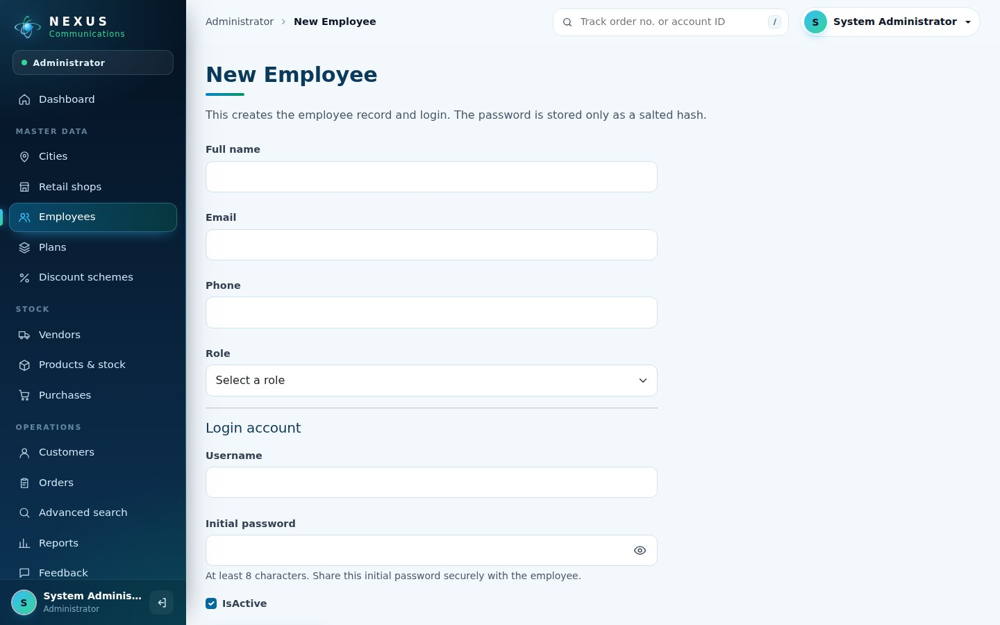 NEXUS
Communications
Administrator
Dashboard
MASTER DATA
Cities
Retail shops
Employees
Plans
Discount schemes
STOCK
Vendors
Products & stock
Purchases
OPERATIONS
Customers
Orders
Advanced search
Reports
Feedback
S
System Adminis...
Administrator
Administrator > New Employee
Track order no. or account ID
/
S
System Administrator
New Employee
This creates the employee record and login. The password is stored only as a salted hash.
Full name
Email
Phone
Role
Select a role
Login account
Username
Initial password
At least 8 characters. Share this initial password securely with the employee.
IsActive